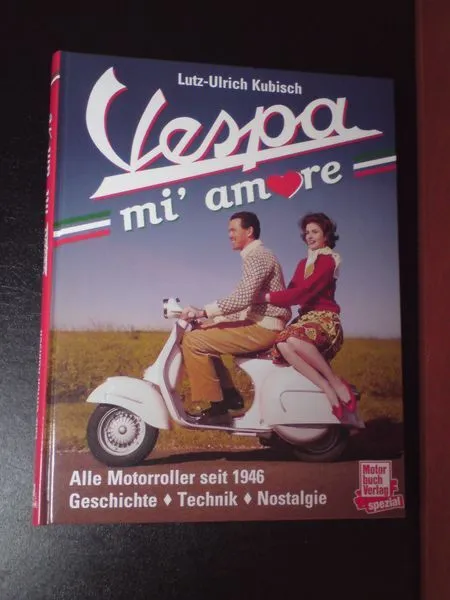 Lutz-Ulrich Kubisch
Vespa
mi' amore
Alle Motorroller seit 1946
Geschichte ♦ Technik ♦ Nostalgie
Motor
buch
Verlag
spezial